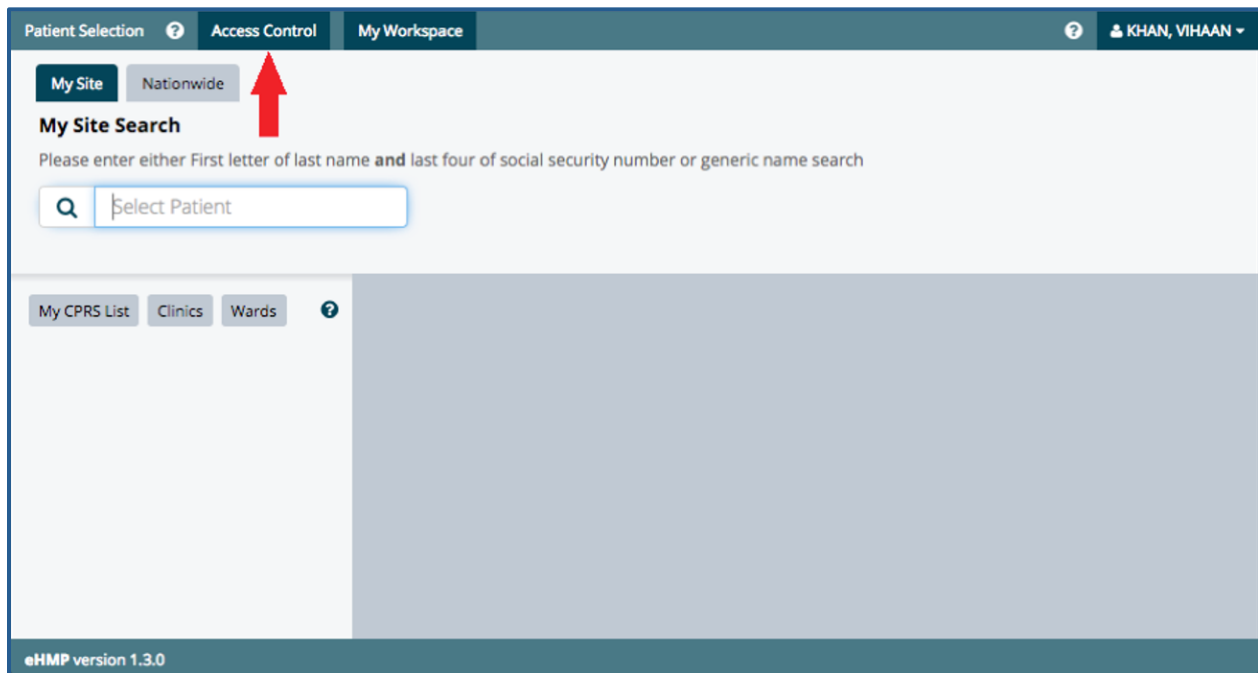 Patient Selection ? Access Control My Workspace ? KHAN, VIHAAN
My Site Nationwide
My Site Search
Please enter either First letter of last name and last four of social security number or generic name search
Select Patient
My CPRS List Clinics Wards ?
eHMP version 1.3.0